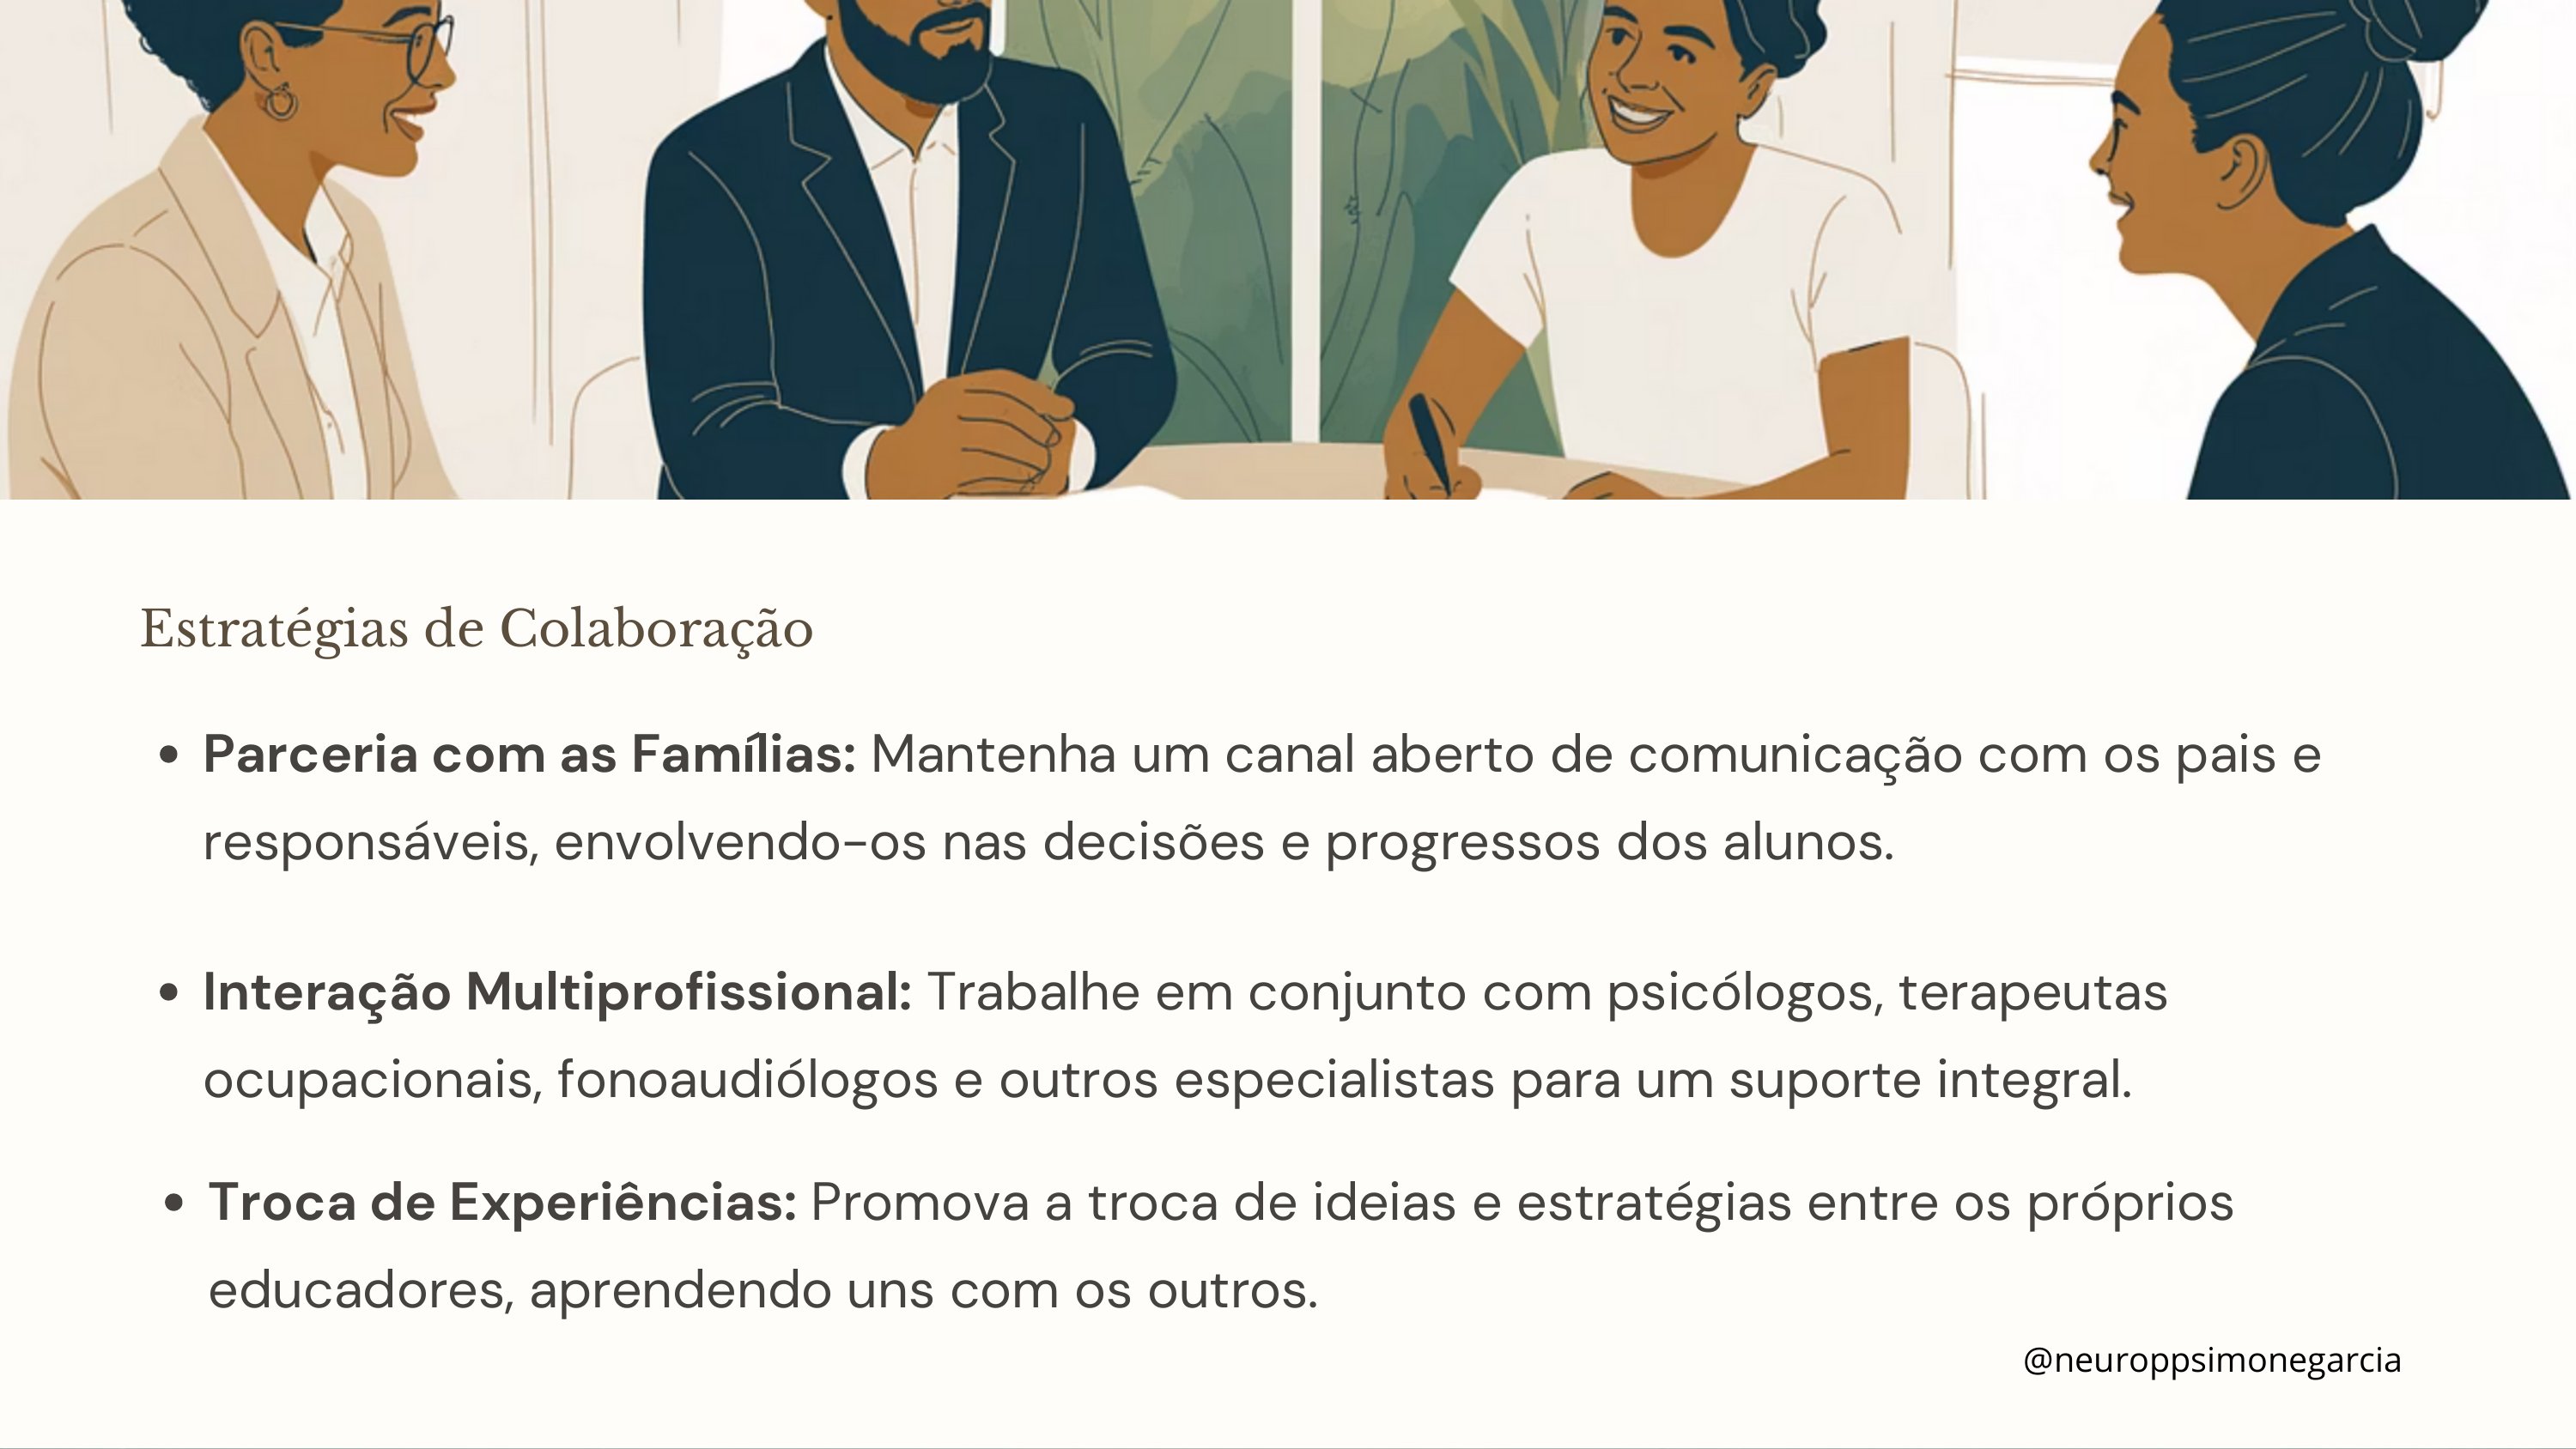 Estratégias de Colaboração
• Parceria com as Famílias: Mantenha um canal aberto de comunicação com os pais e
responsáveis, envolvendo-os nas decisões e progressos dos alunos.
• Interação Multiprofissional: Trabalhe em conjunto com psicólogos, terapeutas
ocupacionais, fonoaudiólogos e outros especialistas para um suporte integral.
• Troca de Experiências: Promova a troca de ideias e estratégias entre os próprios
educadores, aprendendo uns com os outros.
@neuroppsimonegarcia